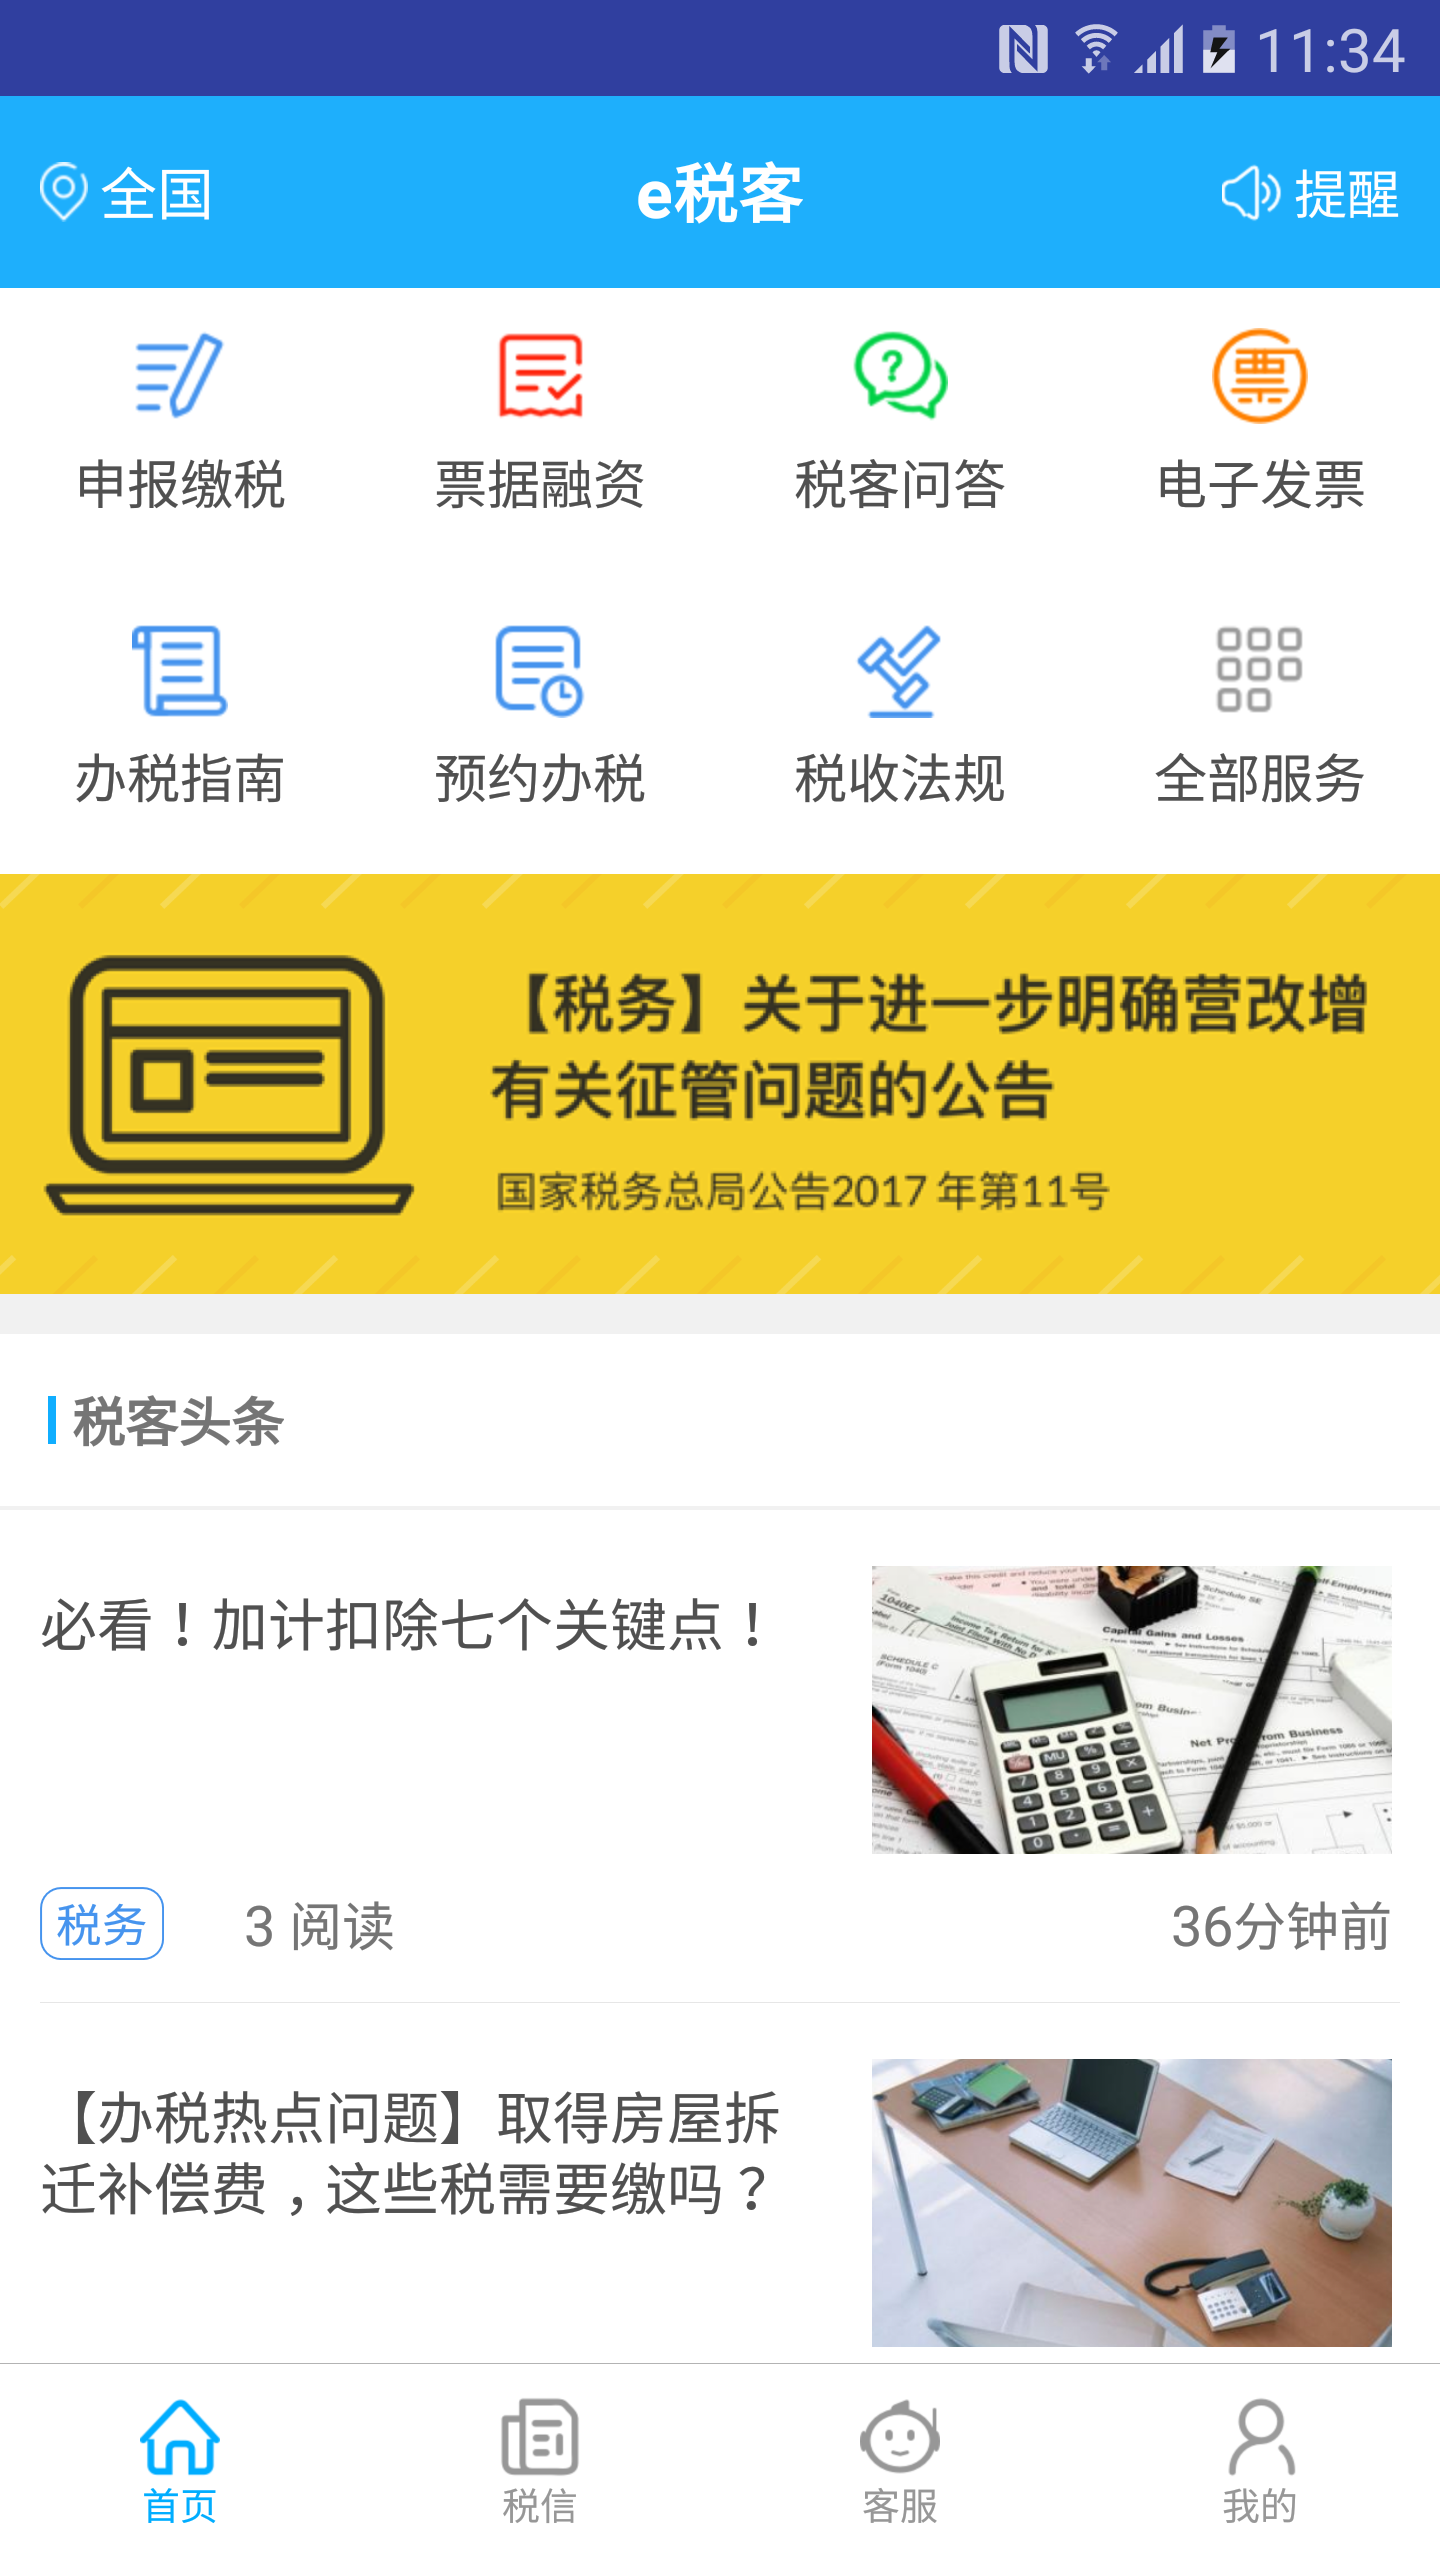 11:34
全国
e税客
提醒
申报缴税
票据融资
税客问答
电子发票
办税指南
预约办税
税收法规
全部服务
【税务】关于进一步明确营改增
有关征管问题的公告
国家税务总局公告2017 年第11号
税客头条
必看！加计扣除七个关键点！
税务
3 阅读
36分钟前
【办税热点问题】取得房屋拆
迁补偿费，这些税需要缴吗？
首页
税信
客服
我的